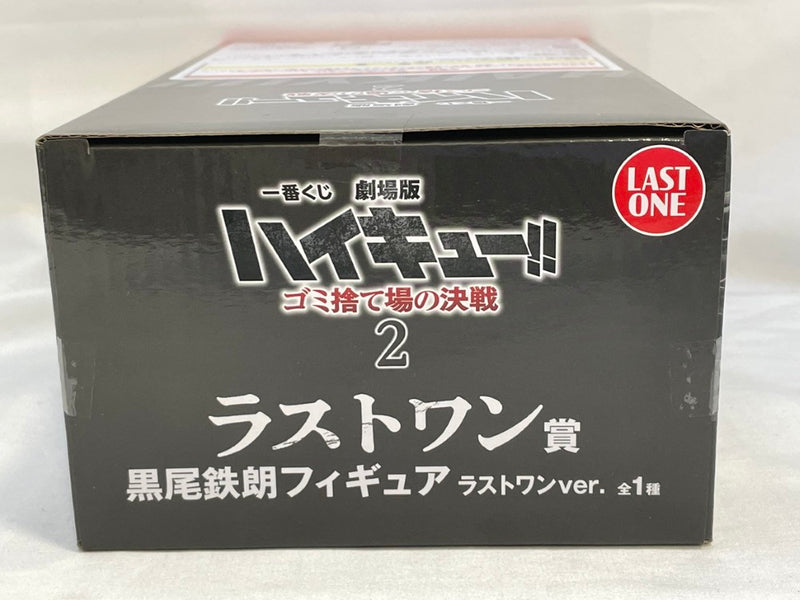 一番くじ 劇場版
ハイキュー!!
ゴミ捨て場の決戦
2
LAST
ONE
ラストワン賞
黒尾鉄朗フィギュア ラストワンver. 全1種